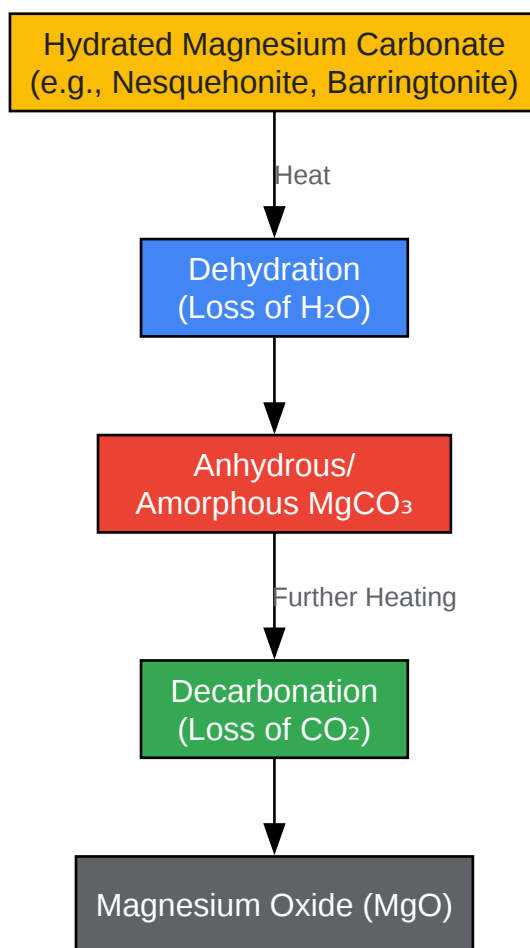 Hydrated Magnesium Carbonate
(e.g., Nesquehonite, Barringtonite)
Heat
Dehydration
(Loss of H₂O)
Anhydrous/
Amorphous MgCO₃
Further Heating
Decarbonation
(Loss of CO₂)
Magnesium Oxide (MgO)